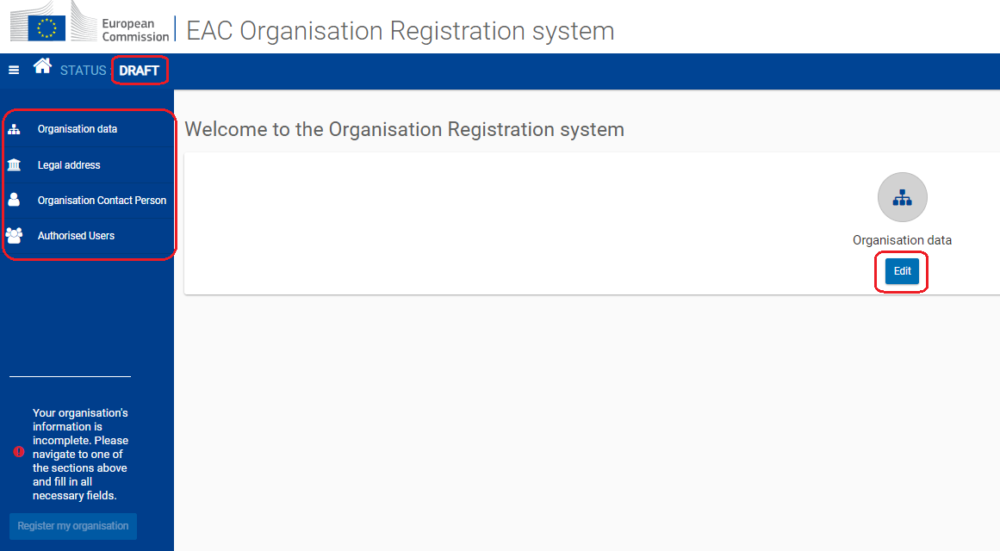 European
Commission
EAC Organisation Registration system
STATUS : DRAFT
Organisation data
Legal address
Organisation Contact Person
Authorised Users
Welcome to the Organisation Registration system
Organisation data
Edit
Your organisation's
information is
incomplete. Please
navigate to one of
the sections above
and fill in all
necessary fields.
Register my organisation